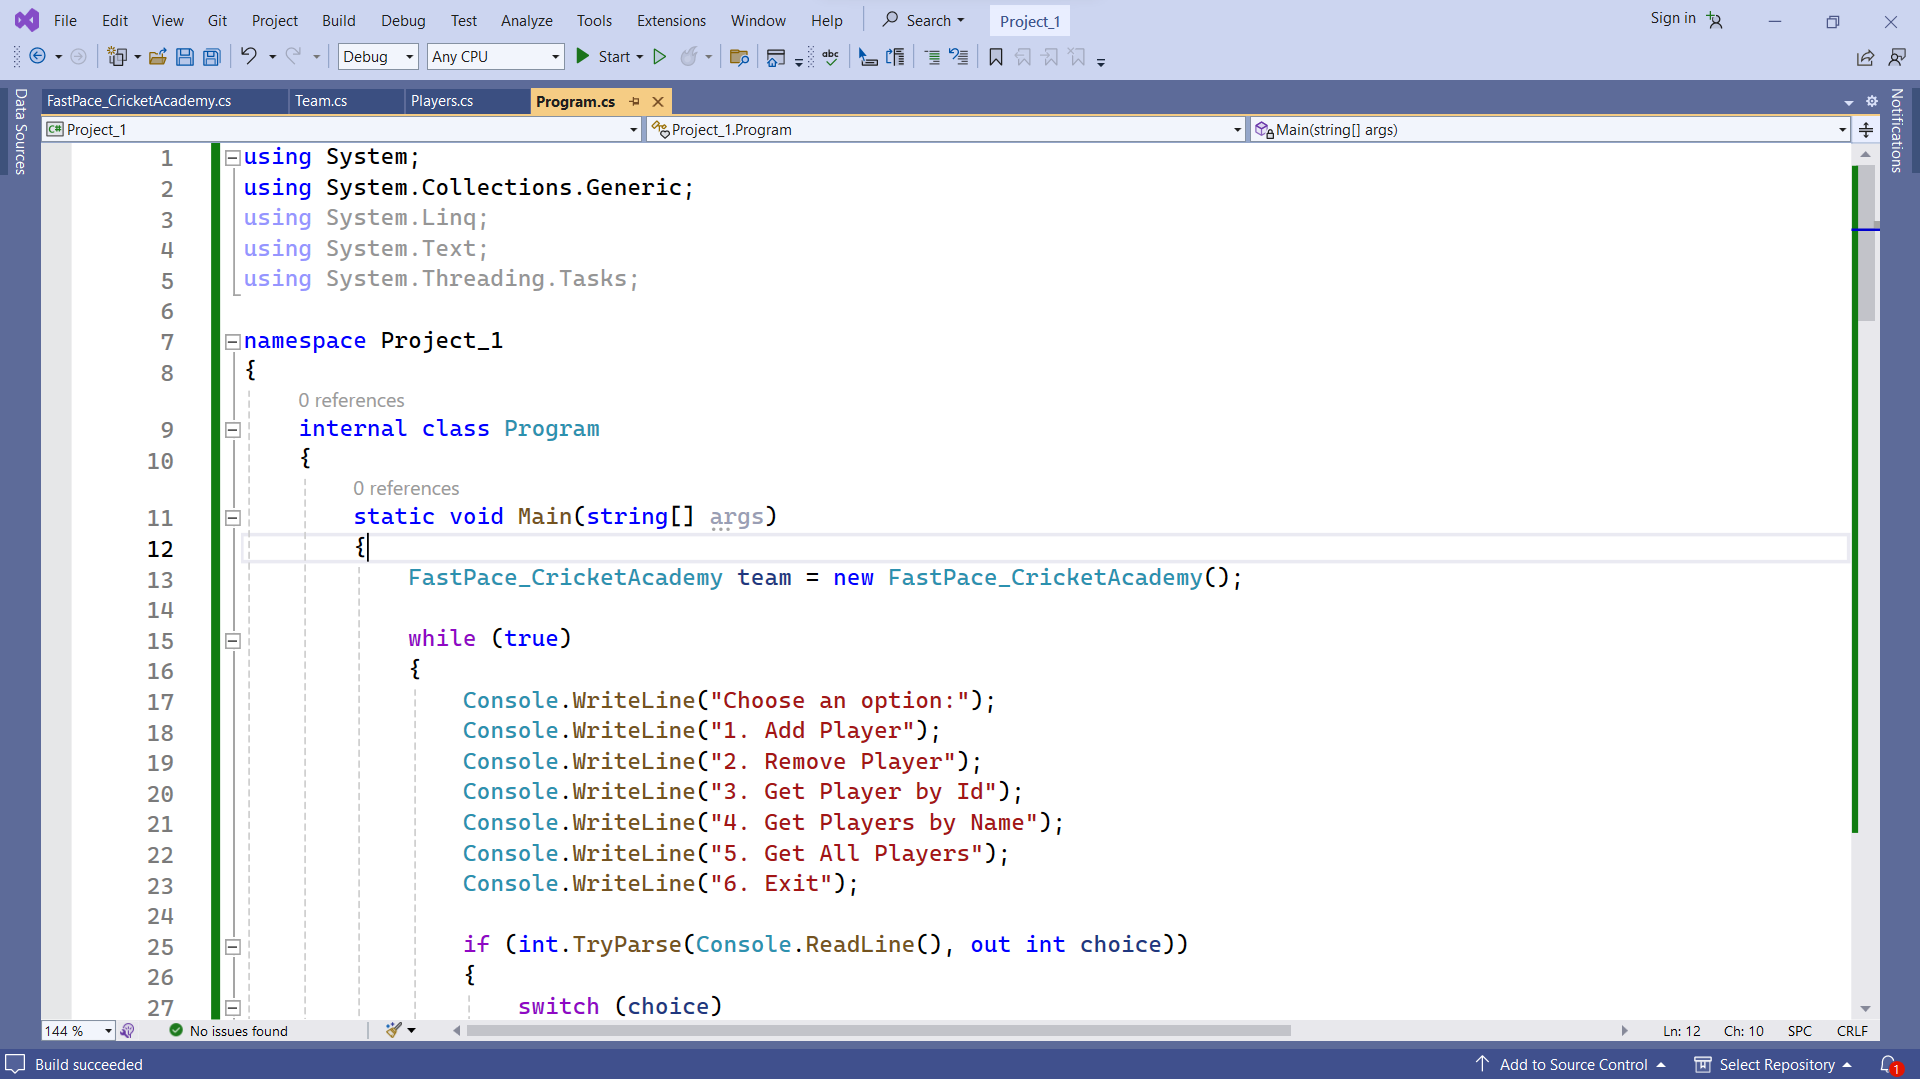 File Edit View Git Project Build Debug Test Analyze Tools Extensions Window Help Search Project_1 Sign in
Debug Any CPU Start abc
Data Sources
FastPace_CricketAcademy.cs Team.cs Players.cs Program.cs
C# Project_1 Project_1.Program Main(string[] args)
Notifications
1 using System;
2 using System.Collections.Generic;
3 using System.Linq;
4 using System.Text;
5 using System.Threading.Tasks;
6
7 namespace Project_1
8 {
0 references
9 internal class Program
10 {
0 references
11 static void Main(string[] args)
12 {
13 FastPace_CricketAcademy team = new FastPace_CricketAcademy();
14
15 while (true)
16 {
17 Console.WriteLine("Choose an option:");
18 Console.WriteLine("1. Add Player");
19 Console.WriteLine("2. Remove Player");
20 Console.WriteLine("3. Get Player by Id");
21 Console.WriteLine("4. Get Players by Name");
22 Console.WriteLine("5. Get All Players");
23 Console.WriteLine("6. Exit");
24
25 if (int.TryParse(Console.ReadLine(), out int choice))
26 {
27 switch (choice)
144 % No issues found Ln: 12 Ch: 10 SPC CRLF
Build succeeded Add to Source Control Select Repository 1